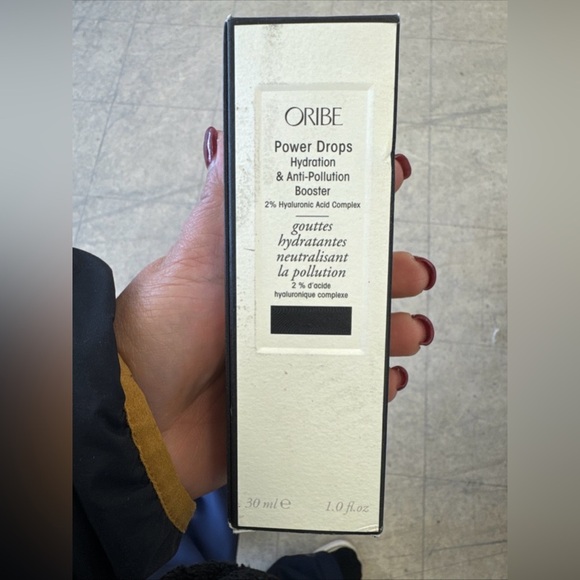 ORIBE
Power Drops
Hydration
& Anti-Pollution
Booster
2% Hyaluronic Acid Complex
gouttes
hydratantes
neutralisant
la pollution
2 % d'acide
hyaluronique complexe
30 ml ℮ 1.0 fl.oz